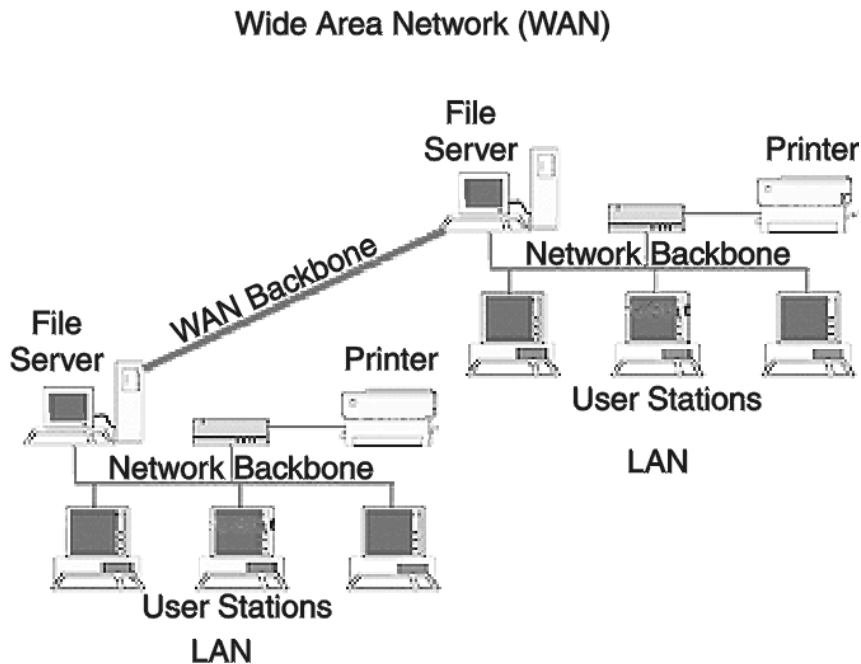 Wide Area Network (WAN)
File
Server
Printer
Network Backbone
User Stations
LAN
WAN Backbone
File
Server
Printer
Network Backbone
User Stations
LAN